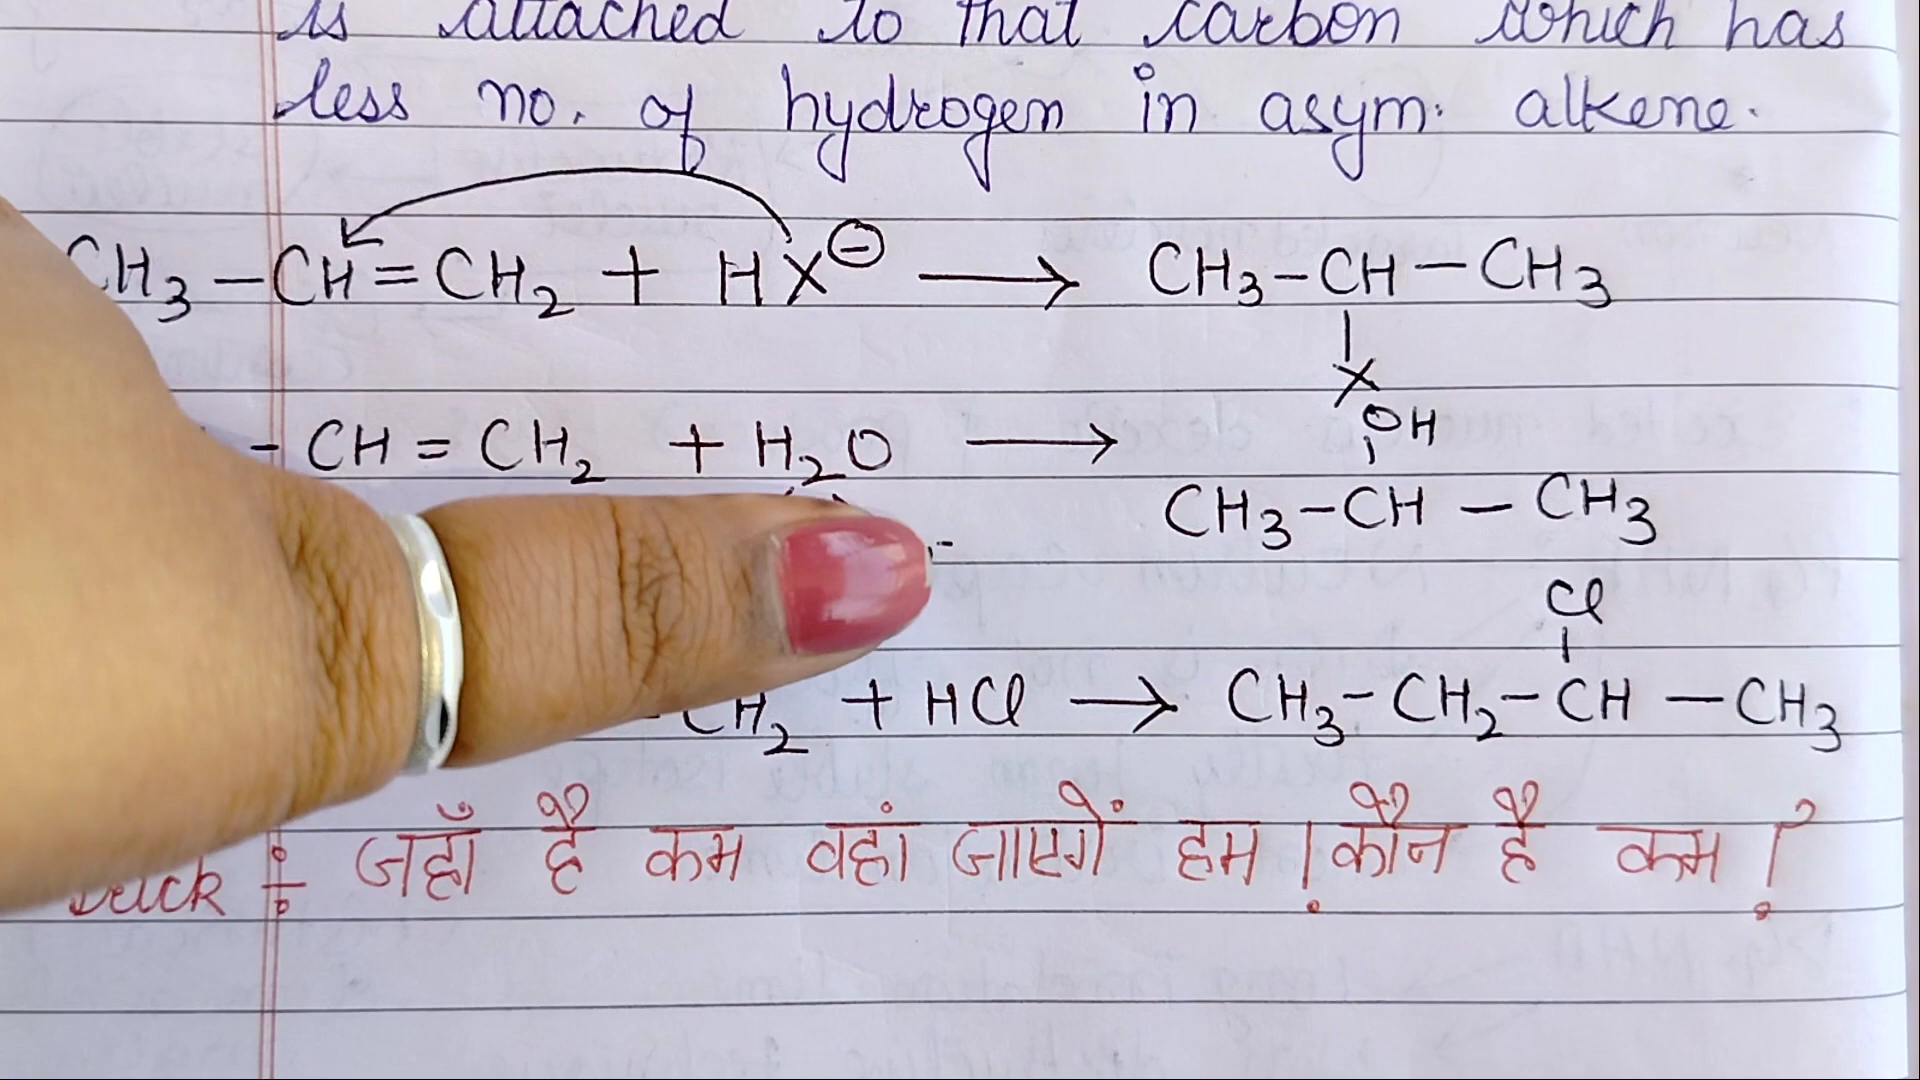 is attached to that carbon which has
less no. of hydrogen in asym. alkene.
CH3 – CH = CH2 + HX⊖ ⟶ CH3 – CH – CH3
X
OH
- CH = CH2 + H2O ⟶
CH3 – CH – CH3
Cl
CH2 + HCl → CH3 – CH2 – CH – CH3
trick : जहाँ है कम वहां जाएगें हम ! कौन है कम ?